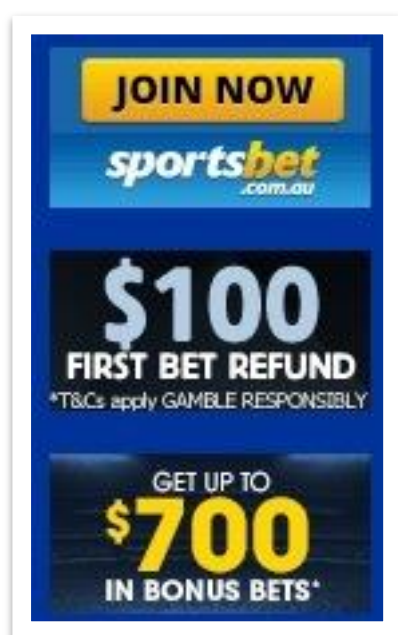 JOIN NOW
sportsbet
.com.au
$100
FIRST BET REFUND
*T&Cs apply GAMBLE RESPONSIBLY
GET UP TO
$700
IN BONUS BETS*